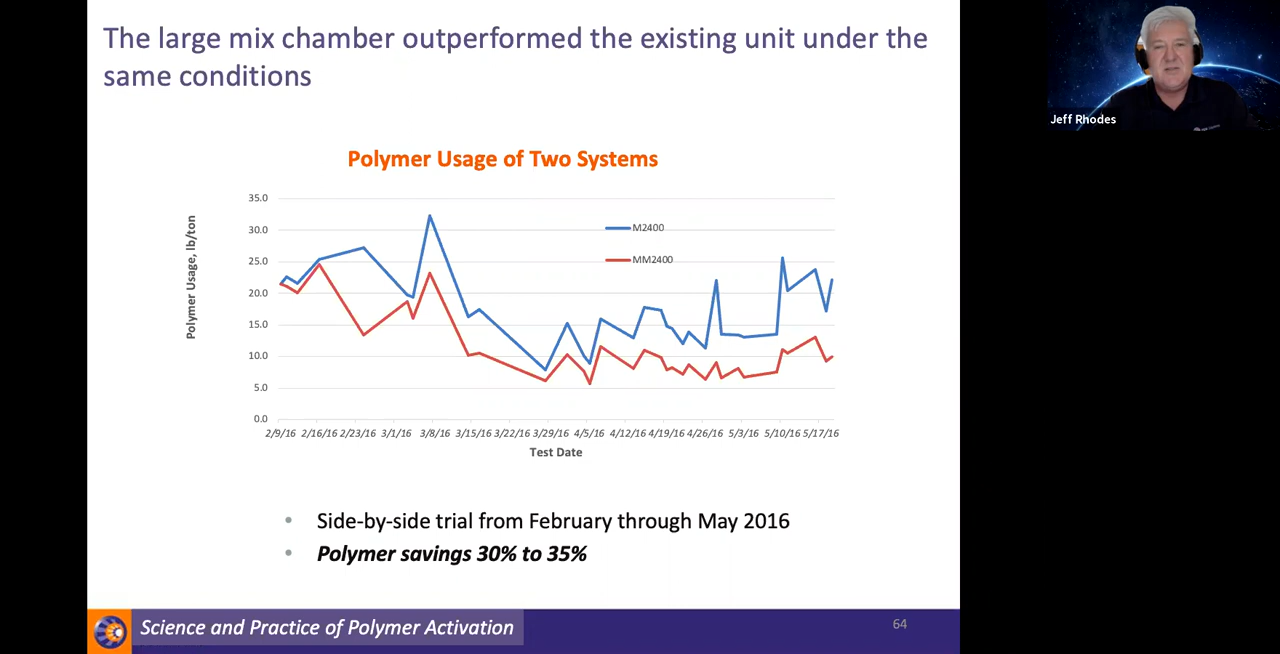 The large mix chamber outperformed the existing unit under the
same conditions
Jeff Rhodes
Polymer Usage of Two Systems
Polymer Usage, lb/ton
35.0
30.0
25.0
20.0
15.0
10.0
5.0
0.0
M2400
MM2400
2/9/16 2/16/16 2/23/16 3/1/16 3/8/16 3/15/16 3/22/16 3/29/16 4/5/16 4/12/16 4/19/16 4/26/16 5/3/16 5/10/16 5/17/16
Test Date
• Side-by-side trial from February through May 2016
• Polymer savings 30% to 35%
Science and Practice of Polymer Activation
64